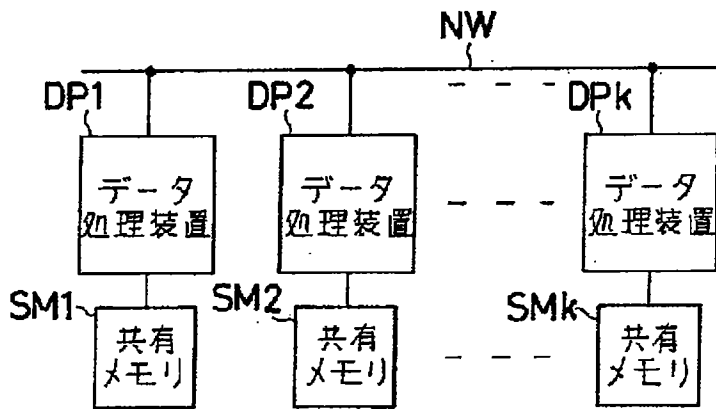 NW
DP1
DP2
DPk
データ
処理装置
データ
処理装置
データ
処理装置
SM1
SM2
SMk
共有
メモリ
共有
メモリ
共有
メモリ